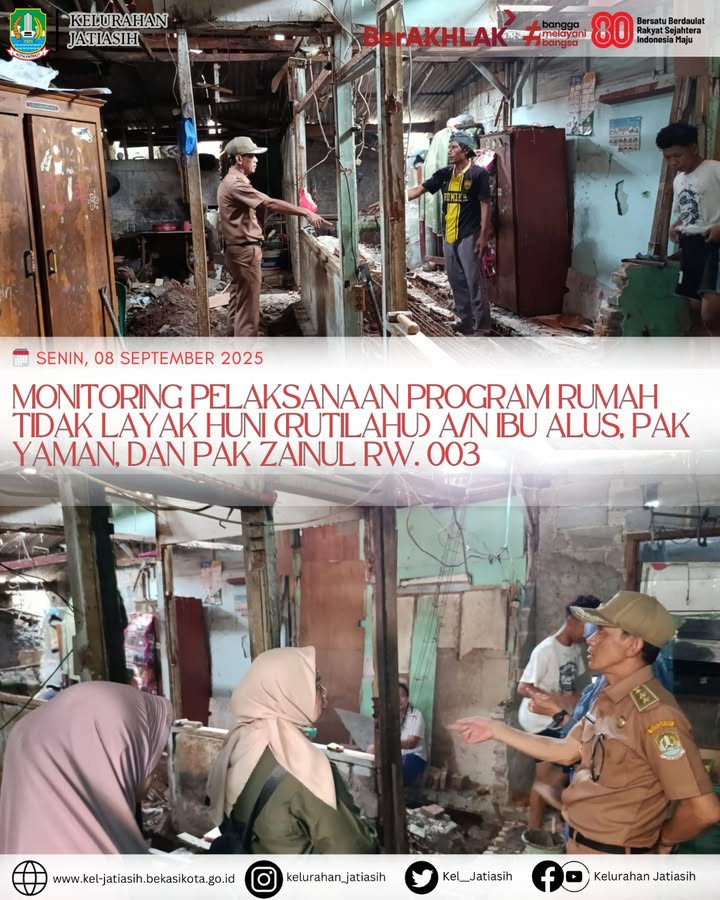 KELURAHAN
JATIASIH
BerAKHLAK
#bangga
melayani
bangsa
80
Bersatu Berdaulat
Rakyat Sejahtera
Indonesia Maju
SENIN, 08 SEPTEMBER 2025
MONITORING PELAKSANAAN PROGRAM RUMAH
TIDAK LAYAK HUNI (RUTILAHU) A/N IBU ALUS, PAK
YAMAN, DAN PAK ZAINUL RW. 003
www.kel-jatiasih.bekasikota.go.id
kelurahan_jatiasih
Kel__Jatiasih
Kelurahan Jatiasih